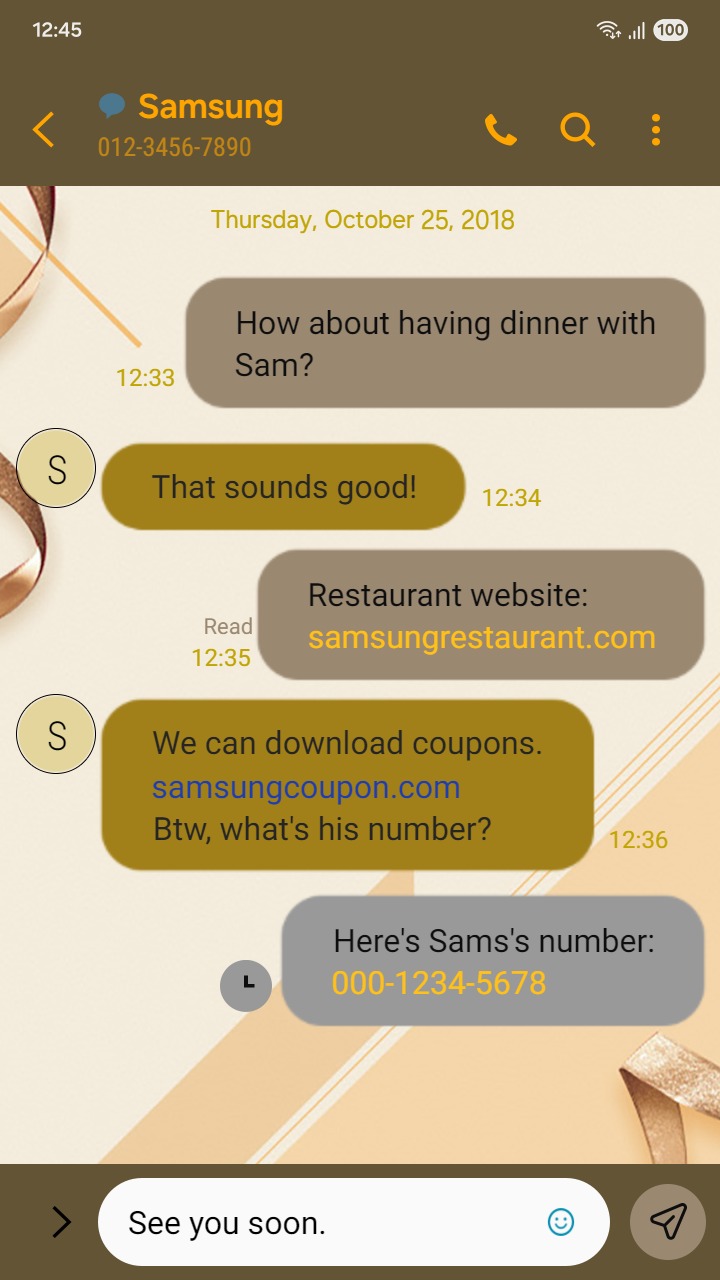 12:45
100
Samsung
012-3456-7890
Thursday, October 25, 2018
How about having dinner with
Sam?
12:33
S
That sounds good!
12:34
Restaurant website:
Read
samsungrestaurant.com
12:35
S
We can download coupons.
samsungcoupon.com
Btw, what's his number?
12:36
Here's Sams's number:
000-1234-5678
See you soon.